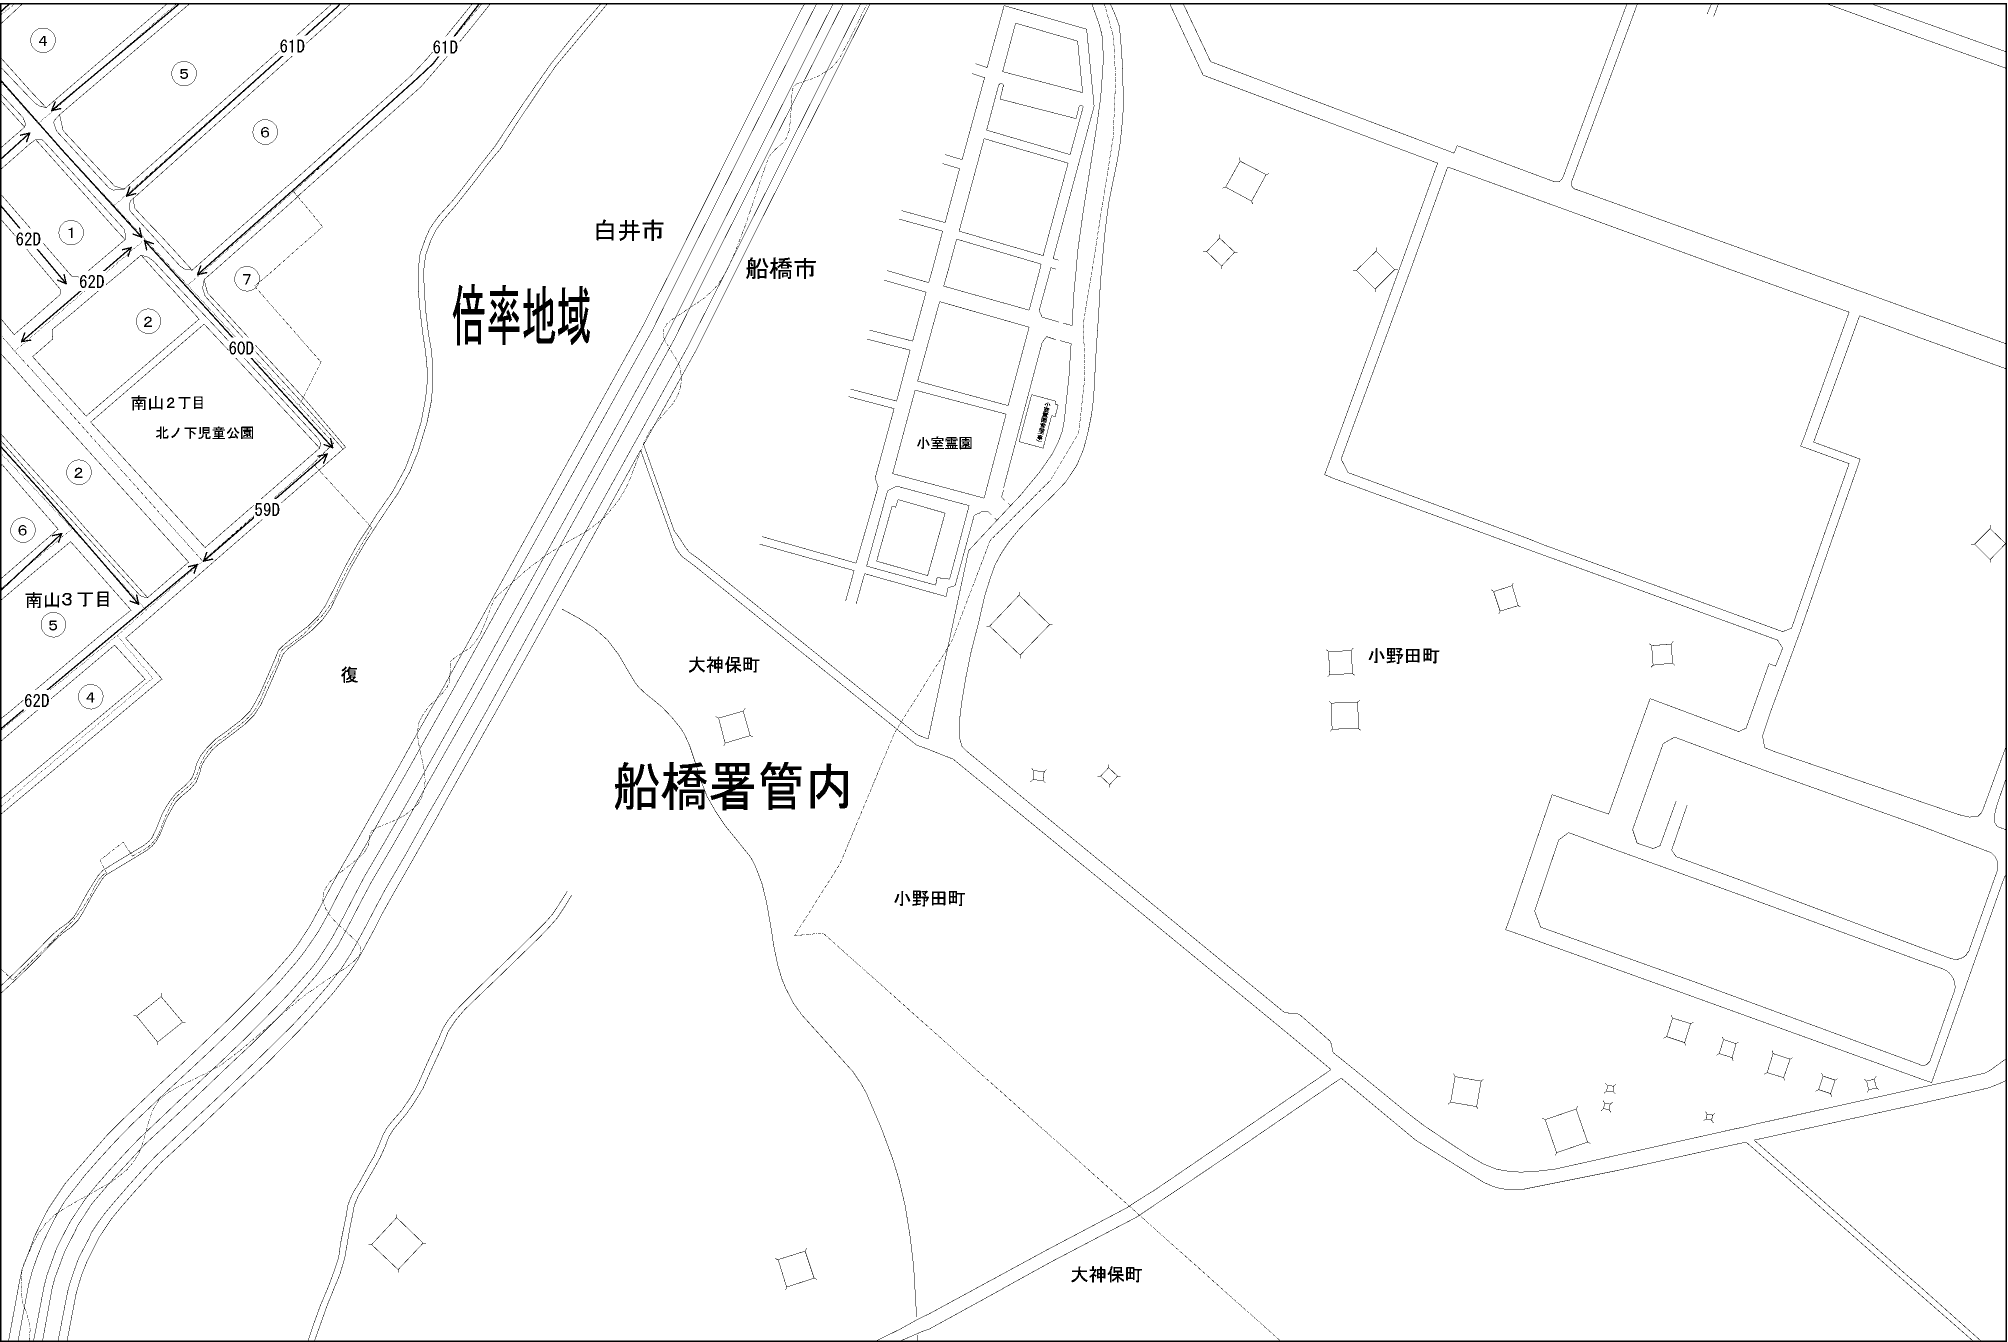 ④
61D
61D
⑤
⑥
①
62D
62D
白井市
船橋市
⑦
倍率地域
②
60D
南山２丁目
北ノ下児童公園
小室霊園
②
59D
⑥
南山３丁目
⑤
復
大神保町
小野田町
④
62D
船橋署管内
小野田町
大神保町